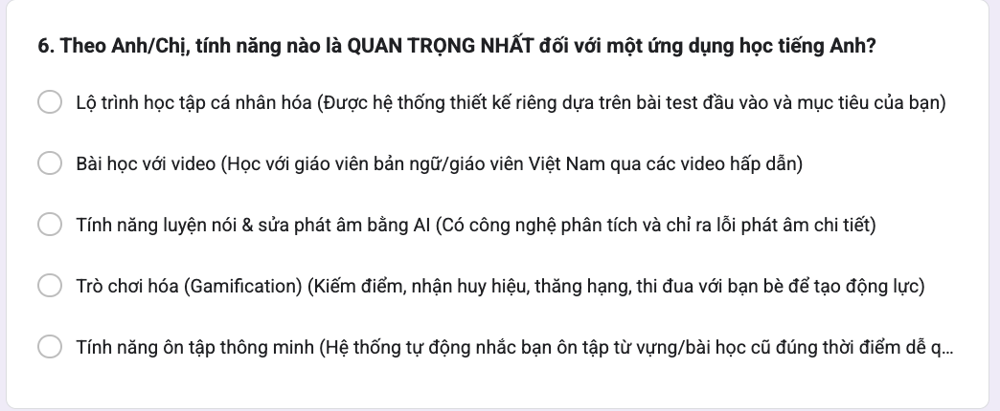 6. Theo Anh/Chị, tính năng nào là QUAN TRỌNG NHẤT đối với một ứng dụng học tiếng Anh?
Lộ trình học tập cá nhân hóa (Được hệ thống thiết kế riêng dựa trên bài test đầu vào và mục tiêu của bạn)
Bài học với video (Học với giáo viên bản ngữ/giáo viên Việt Nam qua các video hấp dẫn)
Tính năng luyện nói & sửa phát âm bằng AI (Có công nghệ phân tích và chỉ ra lỗi phát âm chi tiết)
Trò chơi hóa (Gamification) (Kiếm điểm, nhận huy hiệu, thăng hạng, thi đua với bạn bè để tạo động lực)
Tính năng ôn tập thông minh (Hệ thống tự động nhắc bạn ôn tập từ vựng/bài học cũ đúng thời điểm dễ q...